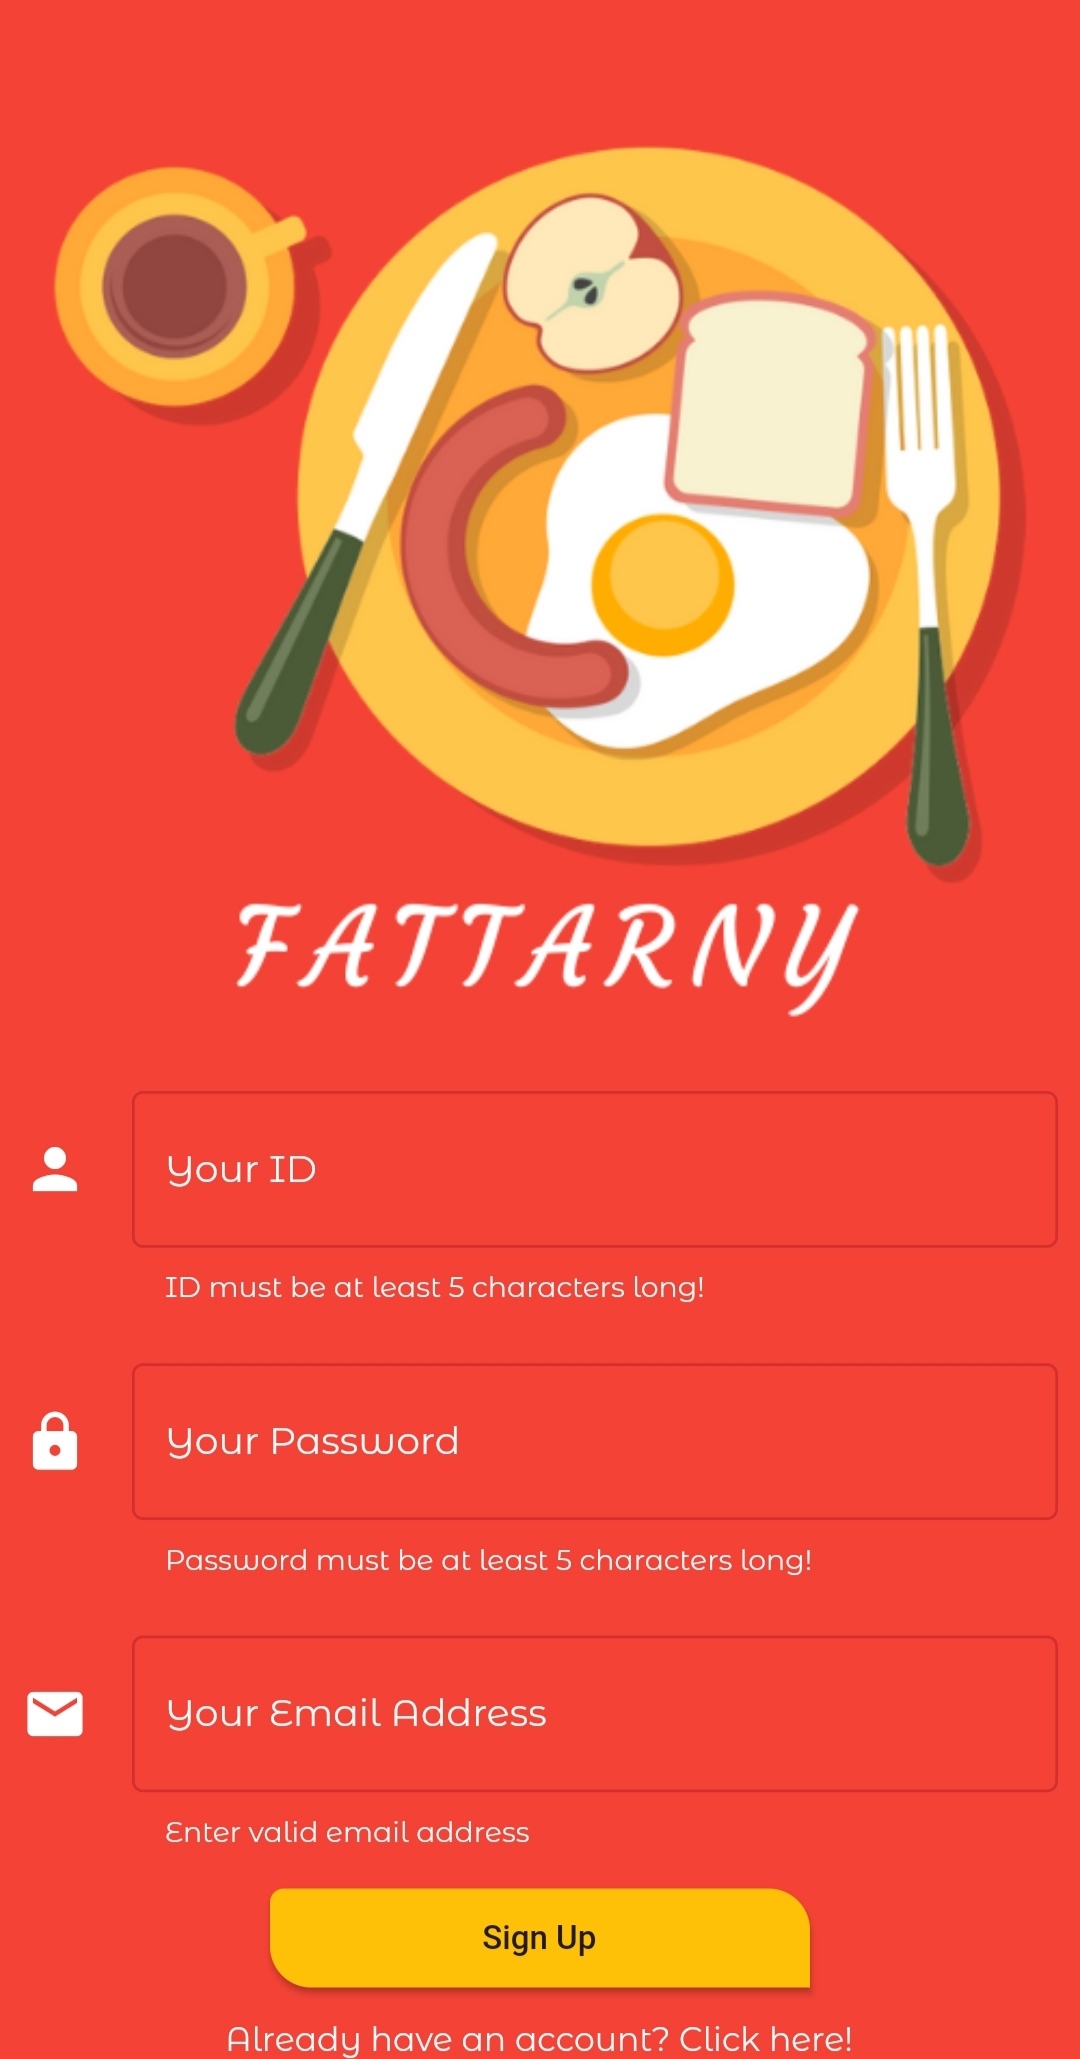 FATTARNY
Your ID
ID must be at least 5 characters long!
Your Password
Password must be at least 5 characters long!
Your Email Address
Enter valid email address
Sign Up
Already have an account? Click here!